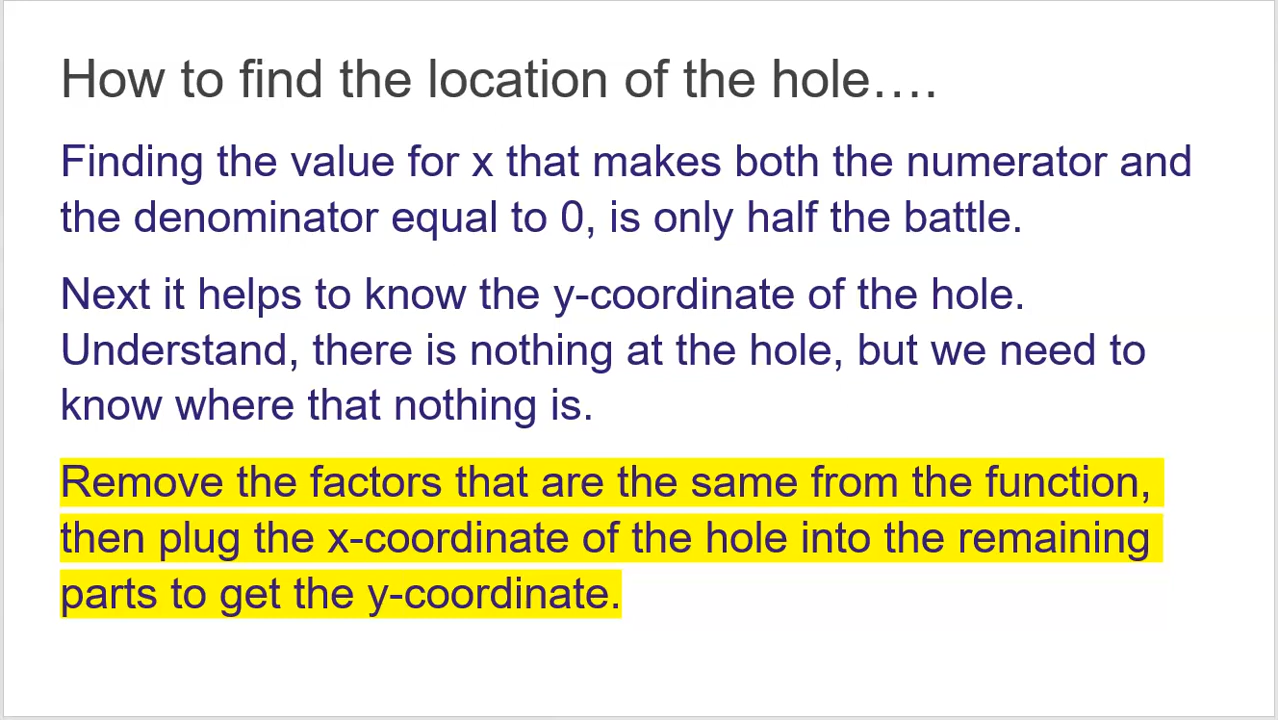 How to find the location of the hole….
Finding the value for x that makes both the numerator and
the denominator equal to 0, is only half the battle.
Next it helps to know the y-coordinate of the hole.
Understand, there is nothing at the hole, but we need to
know where that nothing is.
Remove the factors that are the same from the function,
then plug the x-coordinate of the hole into the remaining
parts to get the y-coordinate.